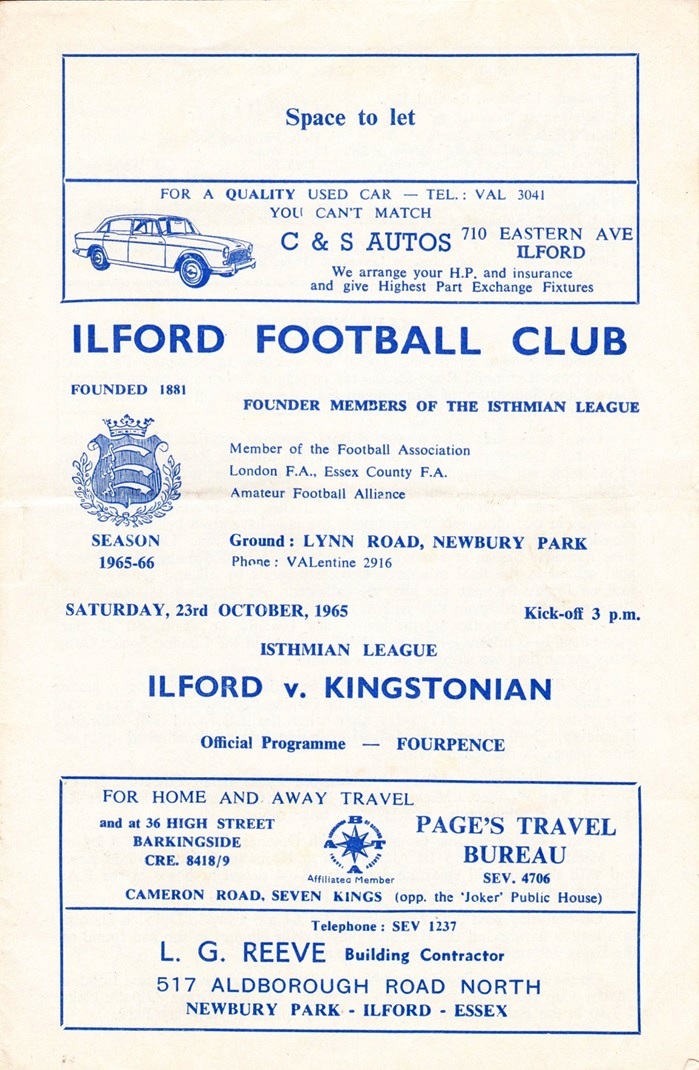 Space to let
FOR A QUALITY USED CAR — TEL.: VAL 3041
YOU CAN'T MATCH
C & S AUTOS 710 EASTERN AVE
ILFORD
We arrange your H.P. and insurance
and give Highest Part Exchange Fixtures
ILFORD FOOTBALL CLUB
FOUNDED 1881
FOUNDER MEMBERS OF THE ISTHMIAN LEAGUE
Member of the Football Association
London F.A., Essex County F.A.
Amateur Football Alliance
SEASON
1965-66
Ground : LYNN ROAD, NEWBURY PARK
Phone : VALentine 2916
SATURDAY, 23rd OCTOBER, 1965 Kick-off 3 p.m.
ISTHMIAN LEAGUE
ILFORD v. KINGSTONIAN
Official Programme — FOURPENCE
FOR HOME AND AWAY TRAVEL
and at 36 HIGH STREET
BARKINGSIDE
CRE. 8418/9
ABTA
Affiliated Member
PAGE'S TRAVEL
BUREAU
SEV. 4706
CAMERON ROAD, SEVEN KINGS (opp. the 'Joker' Public House)
Telephone : SEV 1237
L. G. REEVE Building Contractor
517 ALDBOROUGH ROAD NORTH
NEWBURY PARK - ILFORD - ESSEX